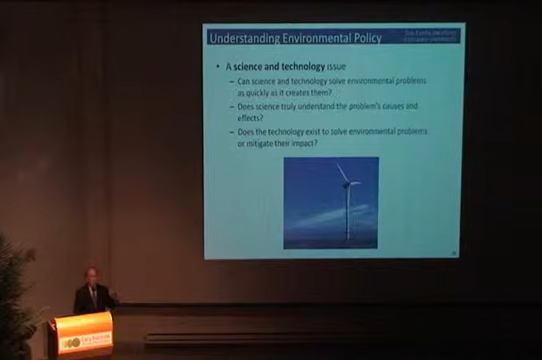 Understanding Environmental Policy
• A science and technology issue
– Can science and technology solve environmental problems
as quickly as it creates them?
– Does science truly understand the problem's causes and
effects?
– Does the technology exist to solve environmental problems
or mitigate their impact?